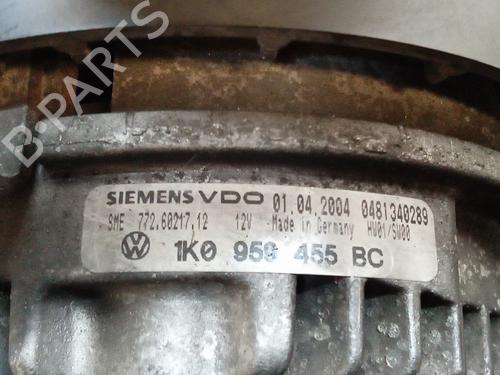 B-PARTS
SIEMENS VDO 01.04.2004 0481340289
SME 772.60217.12 12V Made in Germany HW01/SW00
1K0 959 455 BC